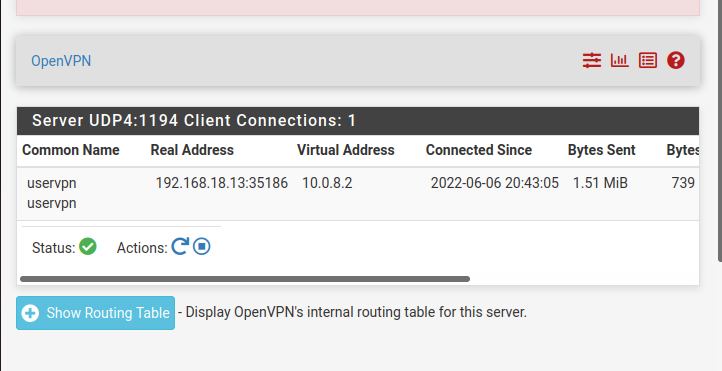 OpenVPN
Server UDP4:1194 Client Connections: 1
Common Name Real Address Virtual Address Connected Since Bytes Sent Bytes
uservpn 192.168.18.13:35186 10.0.8.2 2022-06-06 20:43:05 1.51 MiB 739
uservpn
Status: Actions:
Show Routing Table - Display OpenVPN's internal routing table for this server.